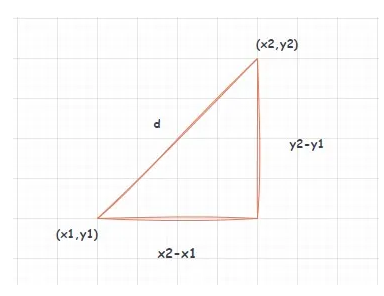 (x2,y2)
d
y2-y1
(x1,y1)
x2-x1